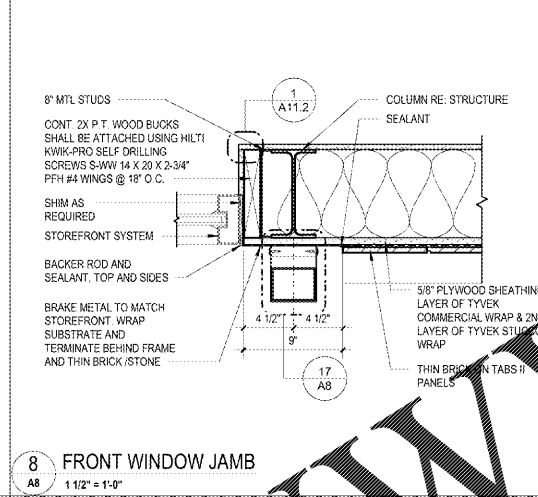 8" MTL STUDS
CONT. 2X P.T. WOOD BUCKS
SHALL BE ATTACHED USING HILTI
KWIK-PRO SELF DRILLING
SCREWS S-WW 14 X 20 X 2-3/4"
PFH #4 WINGS @ 18" O.C.
SHIM AS
REQUIRED
STOREFRONT SYSTEM
BACKER ROD AND
SEALANT, TOP AND SIDES
BRAKE METAL TO MATCH
STOREFRONT. WRAP
SUBSTRATE AND
TERMINATE BEHIND FRAME
AND THIN BRICK /STONE
1
A11.2
COLUMN RE: STRUCTURE
SEALANT
4 1/2"
4 1/2"
9"
17
A8
5/8" PLYWOOD SHEATHIN
LAYER OF TYVEK
COMMERCIAL WRAP & 2N
LAYER OF TYVEK STUCCO
WRAP
THIN BRICK ON TABS II
PANELS
8
A8
FRONT WINDOW JAMB
1 1/2" = 1'-0"